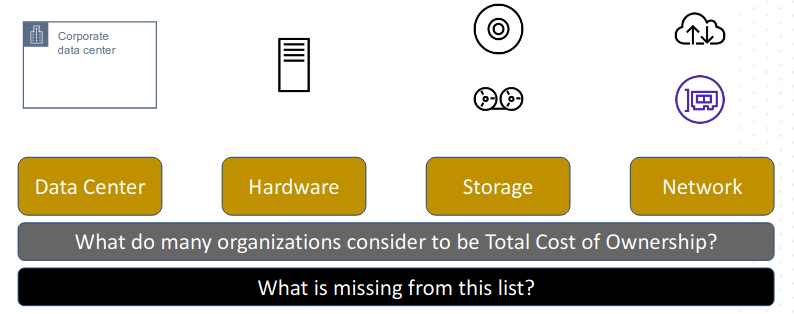 Corporate
data center
Data Center
Hardware
Storage
Network
What do many organizations consider to be Total Cost of Ownership?
What is missing from this list?